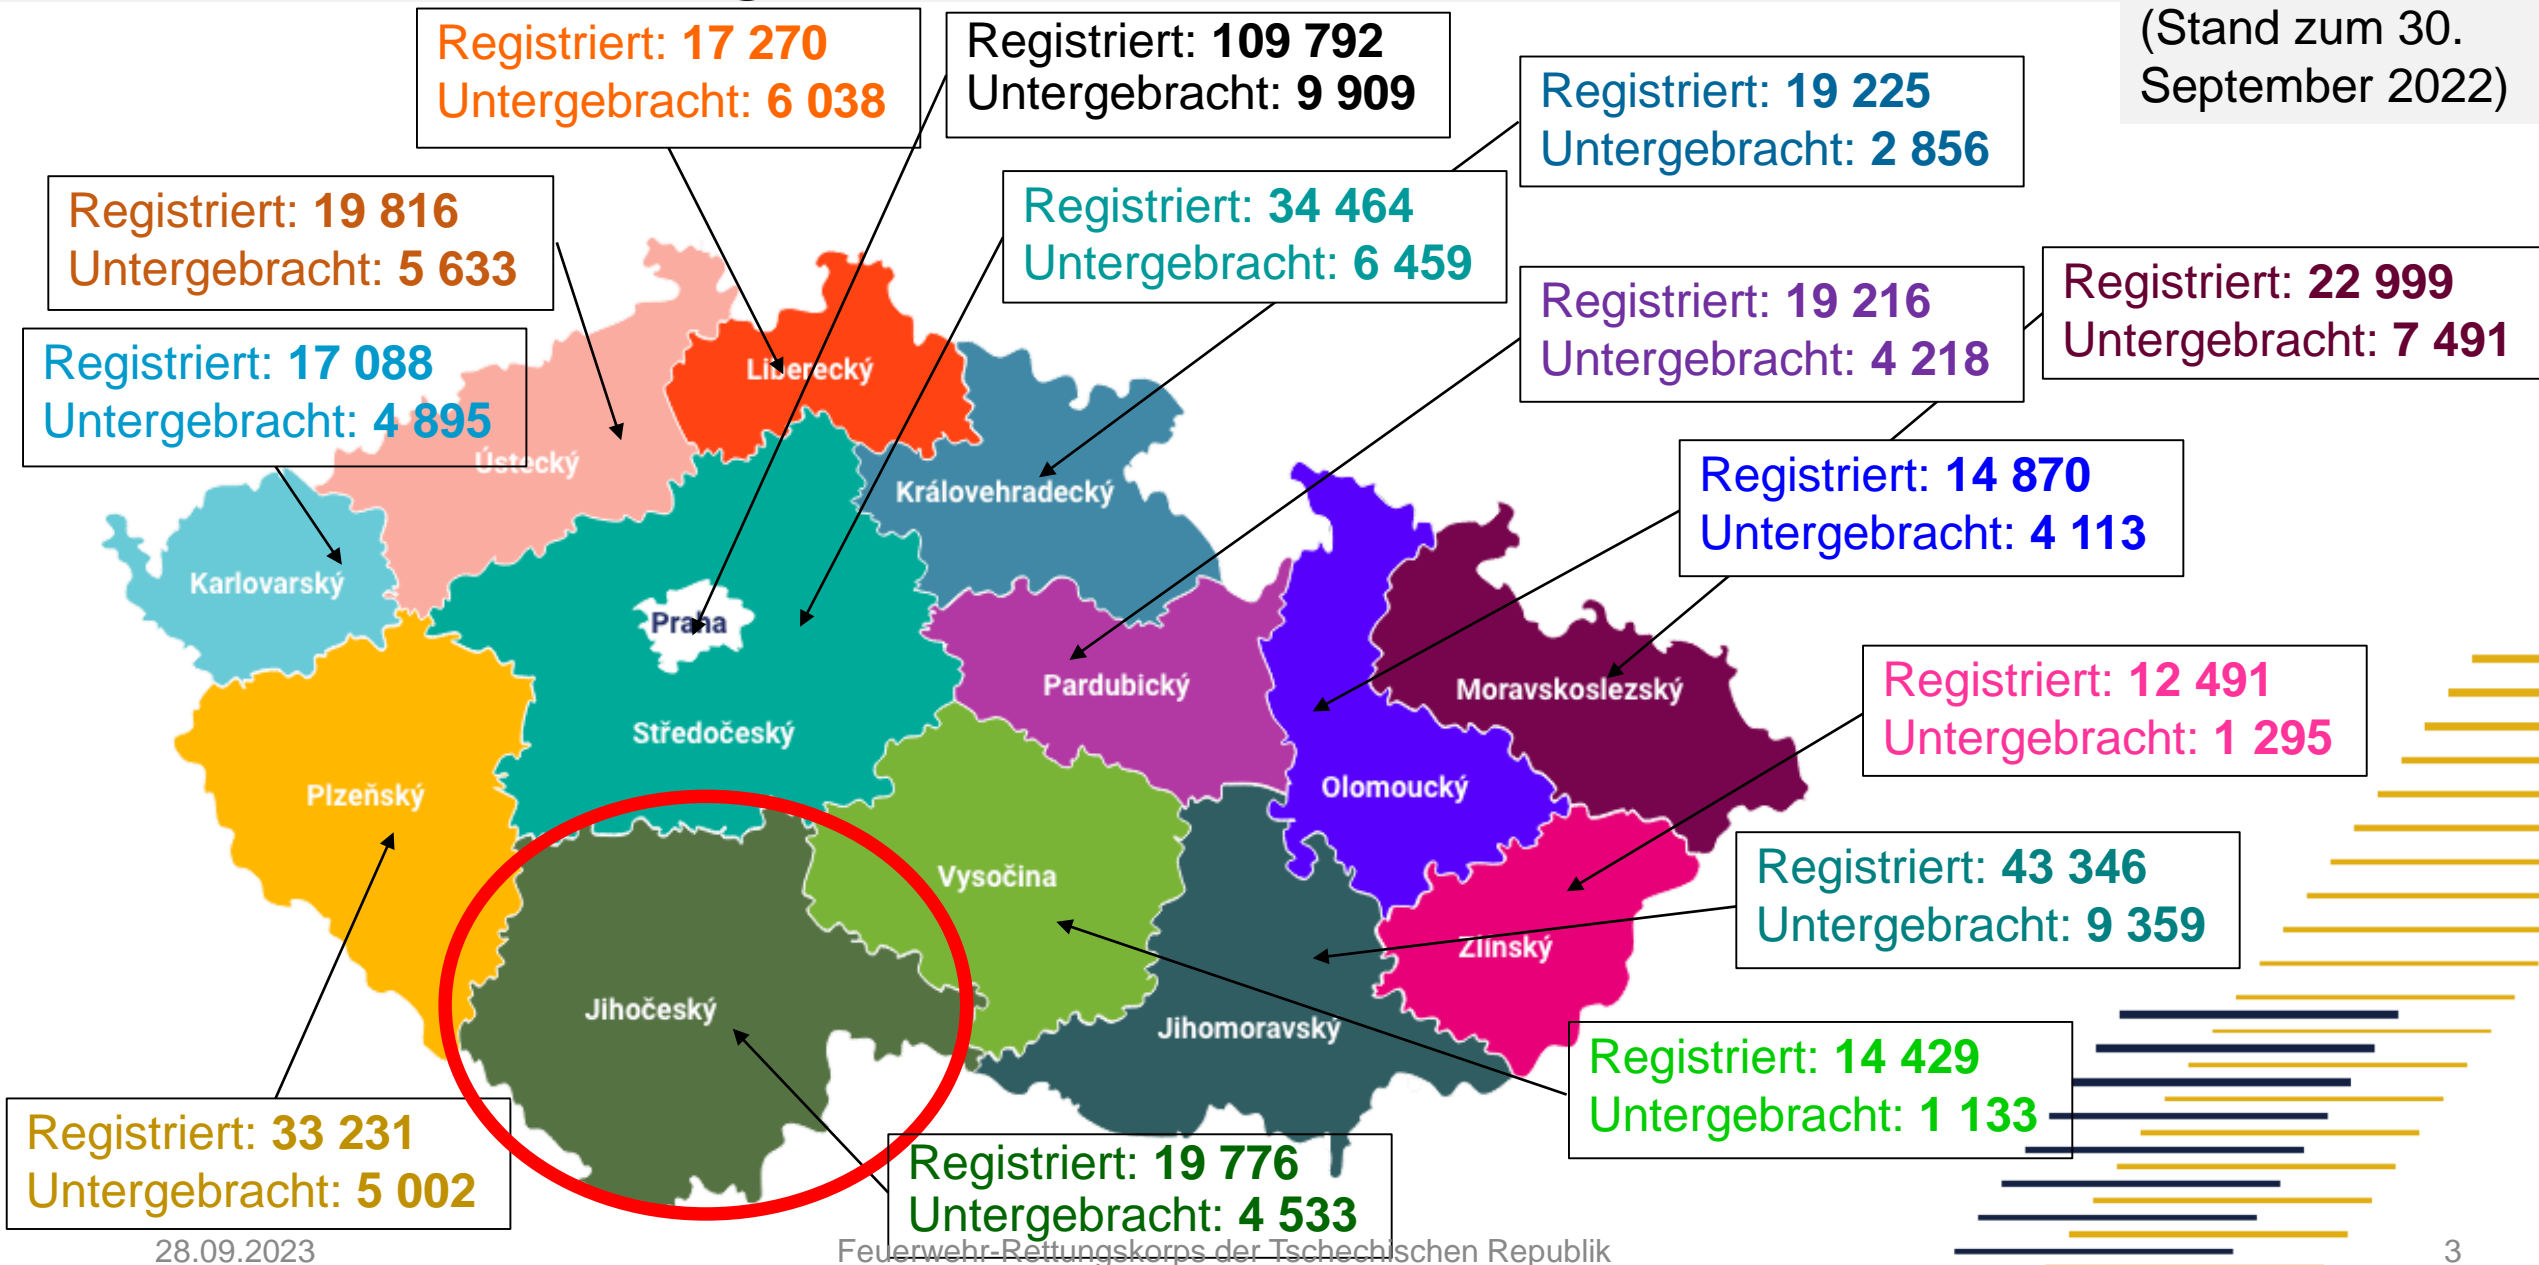 (Stand zum 30.
September 2022)
Registriert: 17 270
Untergebracht: 6 038
Registriert: 109 792
Untergebracht: 9 909
Registriert: 19 225
Untergebracht: 2 856
Registriert: 19 816
Untergebracht: 5 633
Registriert: 34 464
Untergebracht: 6 459
Registriert: 19 216
Untergebracht: 4 218
Registriert: 22 999
Untergebracht: 7 491
Registriert: 17 088
Untergebracht: 4 895
Registriert: 14 870
Untergebracht: 4 113
Liberecký
Ústecký
Královehradecký
Karlovarský
Praha
Pardubický
Moravskoslezský
Středočeský
Olomoucký
Plzeňský
Vysočina
Zlínský
Jihočeský
Jihomoravský
Registriert: 12 491
Untergebracht: 1 295
Registriert: 43 346
Untergebracht: 9 359
Registriert: 14 429
Untergebracht: 1 133
Registriert: 33 231
Untergebracht: 5 002
Registriert: 19 776
Untergebracht: 4 533
28.09.2023
Feuerwehr-Rettungskorps der Tschechischen Republik
3